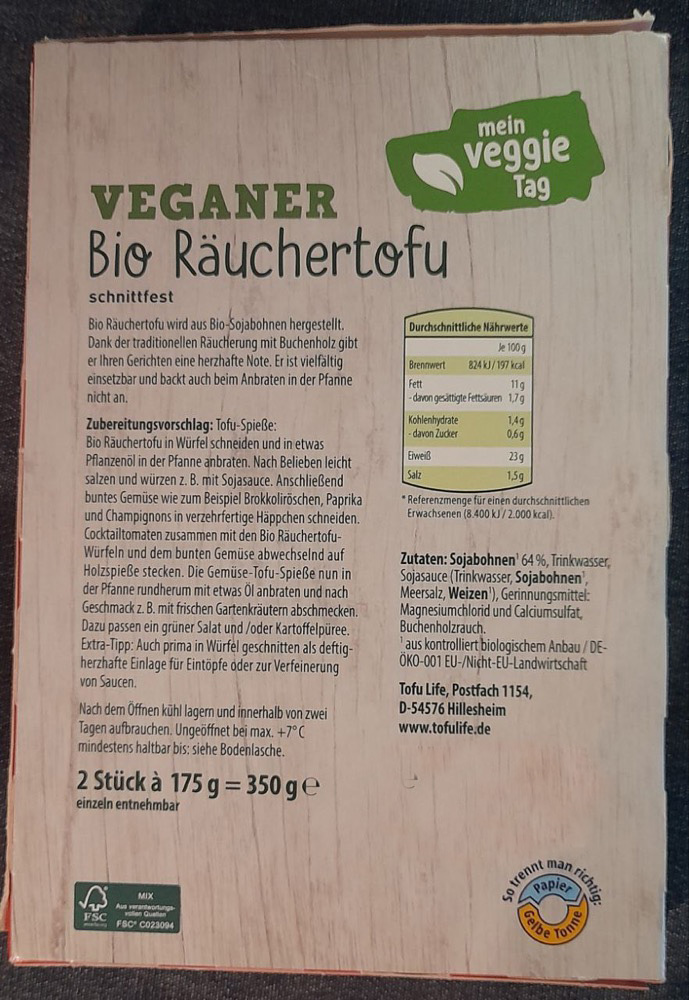 mein
veggie
Tag
VEGANER
Bio Räuchertofu
schnittfest
Bio Räuchertofu wird aus Bio-Sojabohnen hergestellt.
Dank der traditionellen Räucherung mit Buchenholz gibt
er Ihren Gerichten eine herzhafte Note. Er ist vielfältig
einsetzbar und backt auch beim Anbraten in der Pfanne
nicht an.
Zubereitungsvorschlag: Tofu-Spieße:
Bio Räuchertofu in Würfel schneiden und in etwas
Pflanzenöl in der Pfanne anbraten. Nach Belieben leicht
salzen und würzen z. B. mit Sojasauce. Anschließend
buntes Gemüse wie zum Beispiel Brokkoliröschen, Paprika
und Champignons in verzehrfertige Häppchen schneiden.
Cocktailtomaten zusammen mit den Bio Räuchertofu-
Würfeln und dem bunten Gemüse abwechselnd auf
Holzspieße stecken. Die Gemüse-Tofu-Spieße nun in
der Pfanne rundherum mit etwas Öl anbraten und nach
Geschmack z. B. mit frischen Gartenkräutern abschmecken.
Dazu passen ein grüner Salat und /oder Kartoffelpüree.
Extra-Tipp: Auch prima in Würfel geschnitten als deftig-
herzhafte Einlage für Eintöpfe oder zur Verfeinerung
von Saucen.
Nach dem Öffnen kühl lagern und innerhalb von zwei
Tagen aufbrauchen. Ungeöffnet bei max. +7°C
mindestens haltbar bis: siehe Bodenlasche.
2 Stück à 175 g = 350 g e
einzeln entnehmbar
Durchschnittliche Nährwerte
Je 100 g
Brennwert 824 kJ / 197 kcal
Fett 11 g
- davon gesättigte Fettsäuren 1,7 g
Kohlenhydrate 1,4 g
- davon Zucker 0,6 g
Eiweiß 23 g
Salz 1,5 g
* Referenzmenge für einen durchschnittlichen
Erwachsenen (8.400 kJ / 2.000 kcal).
Zutaten: Sojabohnen¹ 64 %, Trinkwasser,
Sojasauce (Trinkwasser, Sojabohnen¹,
Meersalz, Weizen¹), Gerinnungsmittel:
Magnesiumchlorid und Calciumsulfat,
Buchenholzrauch.
¹ aus kontrolliert biologischem Anbau / DE-
ÖKO-001 EU-/Nicht-EU-Landwirtschaft
Tofu Life, Postfach 1154,
D-54576 Hillesheim
www.tofulife.de
FSC
MIX
Aus verantwortungs-
vollen Quellen
FSC® C023094
So trennt man richtig:
Papier
Gelbe Tonne